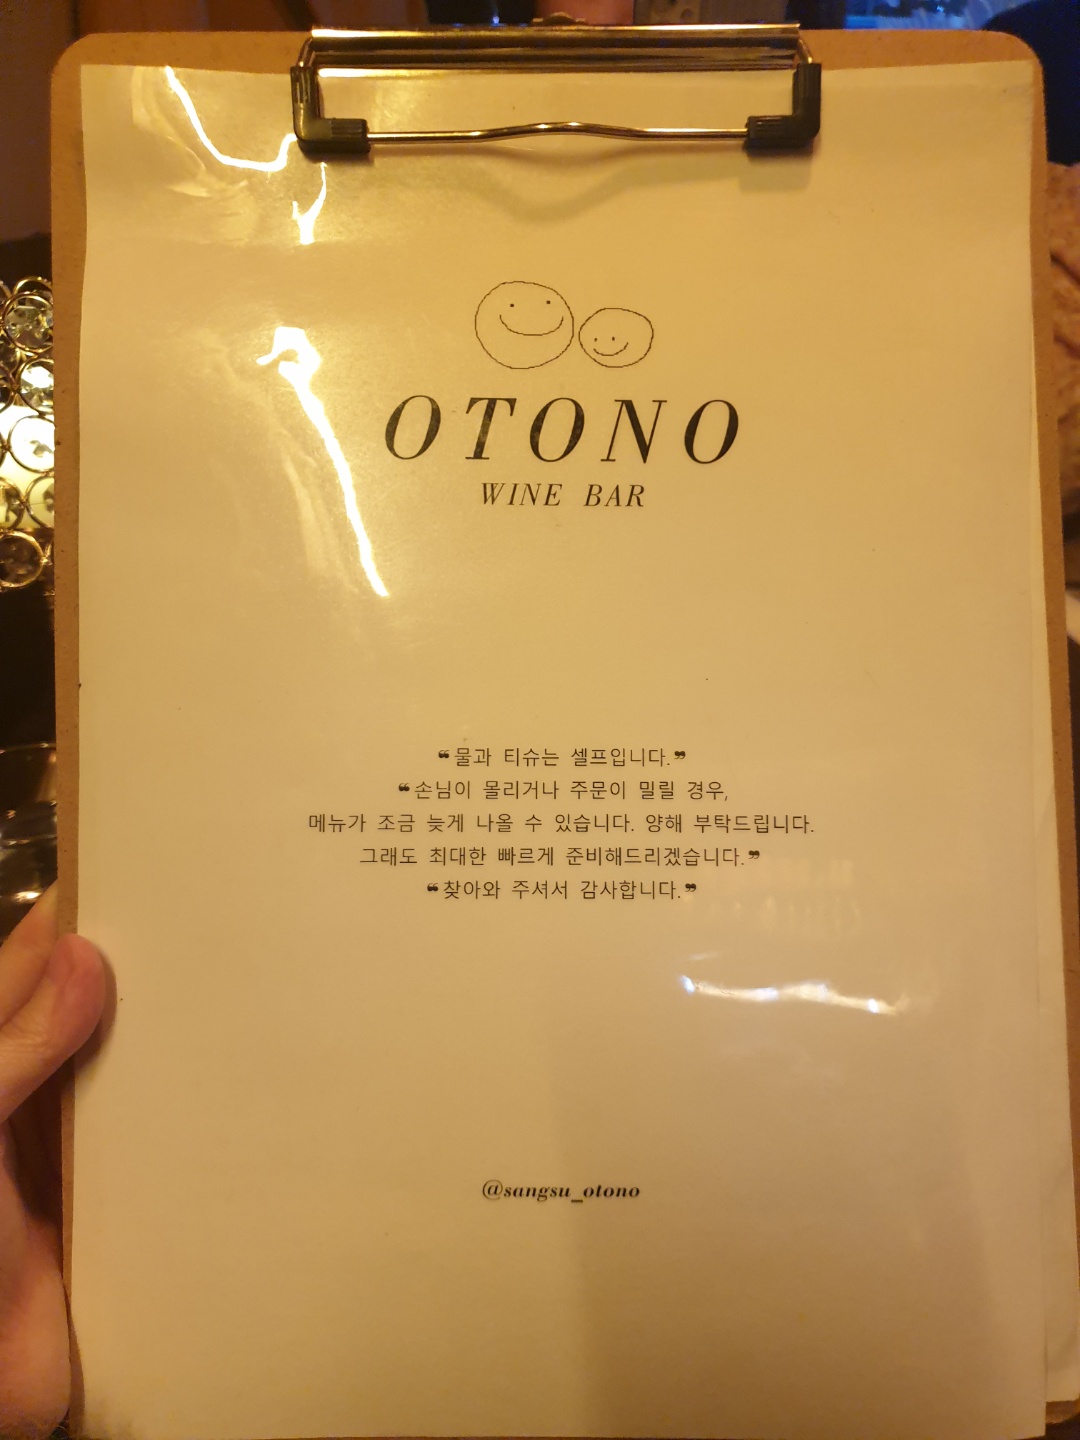 OTONO
WINE BAR
❝물과 티슈는 셀프입니다.❞
❝손님이 몰리거나 주문이 밀릴 경우,
메뉴가 조금 늦게 나올 수 있습니다. 양해 부탁드립니다.
그래도 최대한 빠르게 준비해드리겠습니다.❞
❝찾아와 주셔서 감사합니다.❞
@sangsu_otono